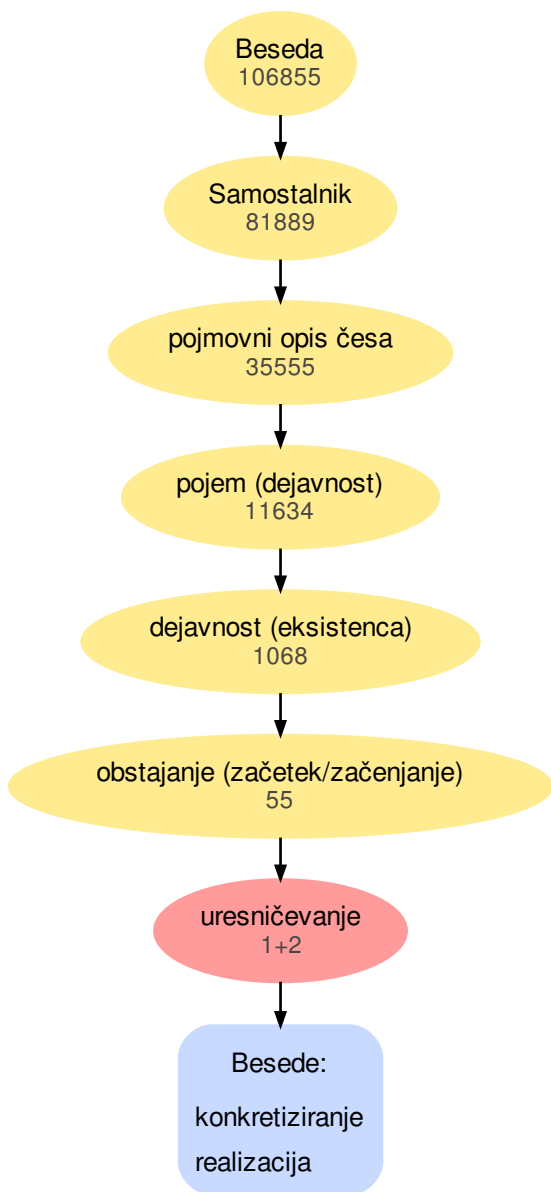 Beseda
106855
Samostalnik
81889
pojmovni opis česa
35555
pojem (dejavnost)
11634
dejavnost (eksistenca)
1068
obstajanje (začetek/začenjanje)
55
uresničevanje
1+2
Besede:
konkretiziranje
realizacija